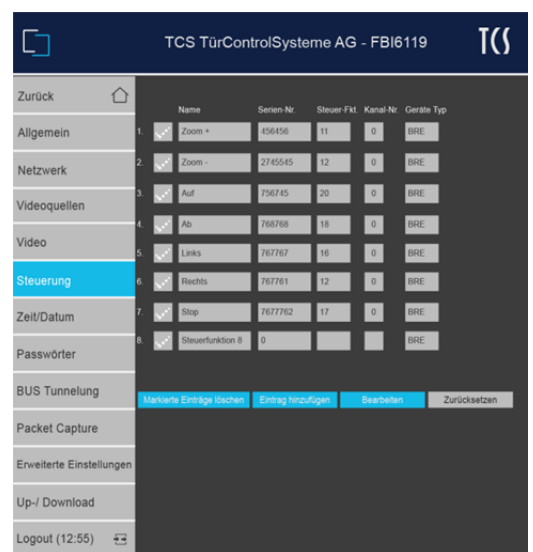 TCS TürControlSysteme AG - FBI6119
TCS
Zurück
Name Serien-Nr. Steuer-Fkt. Kanal-Nr. Geräte Typ
Allgemein
1. Zoom + 456456 11 0 BRE
Netzwerk
2. Zoom - 2745545 12 0 BRE
Videoquellen
3. Auf 756745 20 0 BRE
4. Ab 768768 18 0 BRE
Video
5. Links 767767 16 0 BRE
Steuerung
6. Rechts 767761 12 0 BRE
Zeit/Datum
7. Stop 7677762 17 0 BRE
Passwörter
8. Steuerfunktion 8 0 BRE
BUS Tunnelung
Markierte Einträge löschen Eintrag hinzufügen Bearbeiten Zurücksetzen
Packet Capture
Erweiterte Einstellungen
Up-/ Download
Logout (12:55)